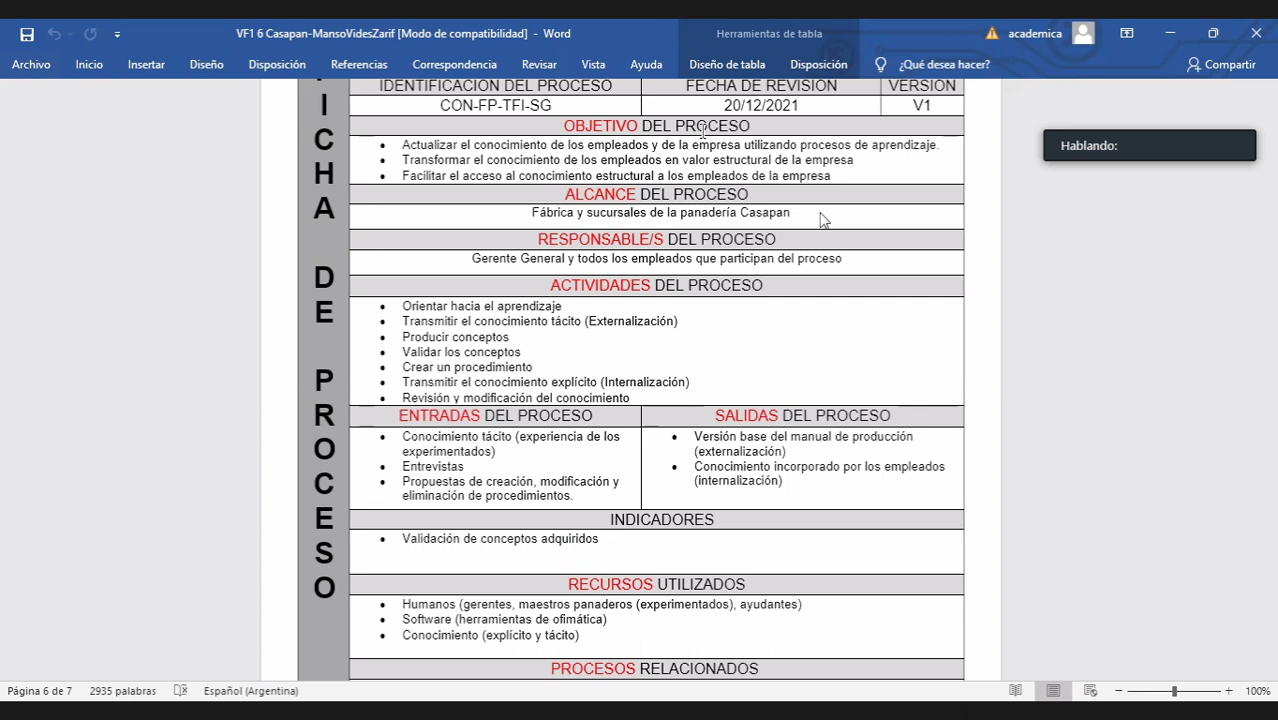 VF1 6 Casapan-MansoVidesZarif [Modo de compatibilidad] - Word
Herramientas de tabla
academica
Archivo Inicio Insertar Diseño Disposición Referencias Correspondencia Revisar Vista Ayuda Diseño de tabla Disposición ¿Qué desea hacer? Compartir
Hablando:
FICHA DE PROCESO
IDENTIFICACIÓN DEL PROCESO FECHA DE REVISIÓN VERSIÓN
CON-FP-TFI-SG 20/12/2021 V1
OBJETIVO DEL PROCESO
• Actualizar el conocimiento de los empleados y de la empresa utilizando procesos de aprendizaje.
• Transformar el conocimiento de los empleados en valor estructural de la empresa
• Facilitar el acceso al conocimiento estructural a los empleados de la empresa
ALCANCE DEL PROCESO
Fábrica y sucursales de la panadería Casapan
RESPONSABLE/S DEL PROCESO
Gerente General y todos los empleados que participan del proceso
ACTIVIDADES DEL PROCESO
• Orientar hacia el aprendizaje
• Transmitir el conocimiento tácito (Externalización)
• Producir conceptos
• Validar los conceptos
• Crear un procedimiento
• Transmitir el conocimiento explícito (Internalización)
• Revisión y modificación del conocimiento
ENTRADAS DEL PROCESO
• Conocimiento tácito (experiencia de los
experimentados)
• Entrevistas
• Propuestas de creación, modificación y
eliminación de procedimientos.
SALIDAS DEL PROCESO
• Versión base del manual de producción
(externalización)
• Conocimiento incorporado por los empleados
(internalización)
INDICADORES
• Validación de conceptos adquiridos
RECURSOS UTILIZADOS
• Humanos (gerentes, maestros panaderos (experimentados), ayudantes)
• Software (herramientas de ofimática)
• Conocimiento (explícito y tácito)
PROCESOS RELACIONADOS
Página 6 de 7 2935 palabras Español (Argentina) 100%